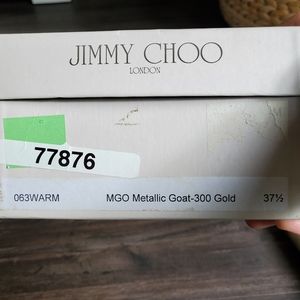 JIMMY CHOO
LONDON
77876
063WARM MGO Metallic Goat-300 Gold 37½